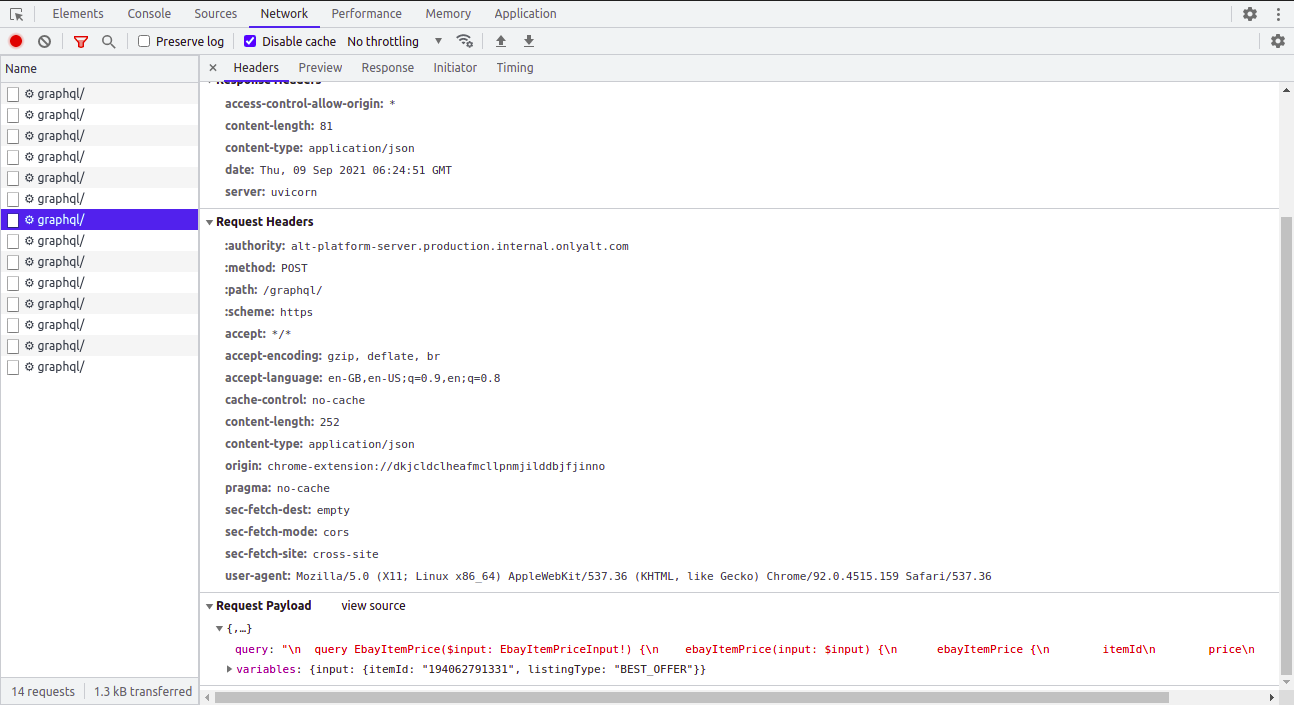 Elements Console Sources Network Performance Memory Application
Preserve log Disable cache No throttling
Name
× Headers Preview Response Initiator Timing
graphql/
graphql/
graphql/
graphql/
graphql/
graphql/
graphql/
graphql/
graphql/
graphql/
graphql/
graphql/
graphql/
graphql/
14 requests 1.3 kB transferred
Response Headers
access-control-allow-origin: *
content-length: 81
content-type: application/json
date: Thu, 09 Sep 2021 06:24:51 GMT
server: uvicorn
Request Headers
:authority: alt-platform-server.production.internal.onlyalt.com
:method: POST
:path: /graphql/
:scheme: https
accept: */*
accept-encoding: gzip, deflate, br
accept-language: en-GB,en-US;q=0.9,en;q=0.8
cache-control: no-cache
content-length: 252
content-type: application/json
origin: chrome-extension://dkjcldclheafmcllpnmjilddbjfjinno
pragma: no-cache
sec-fetch-dest: empty
sec-fetch-mode: cors
sec-fetch-site: cross-site
user-agent: Mozilla/5.0 (X11; Linux x86_64) AppleWebKit/537.36 (KHTML, like Gecko) Chrome/92.0.4515.159 Safari/537.36
Request Payload view source
{,…}
query: "\n query EbayItemPrice($input: EbayItemPriceInput!) {\n ebayItemPrice(input: $input) {\n ebayItemPrice {\n itemId\n price\n
variables: {input: {itemId: "194062791331", listingType: "BEST_OFFER"}}